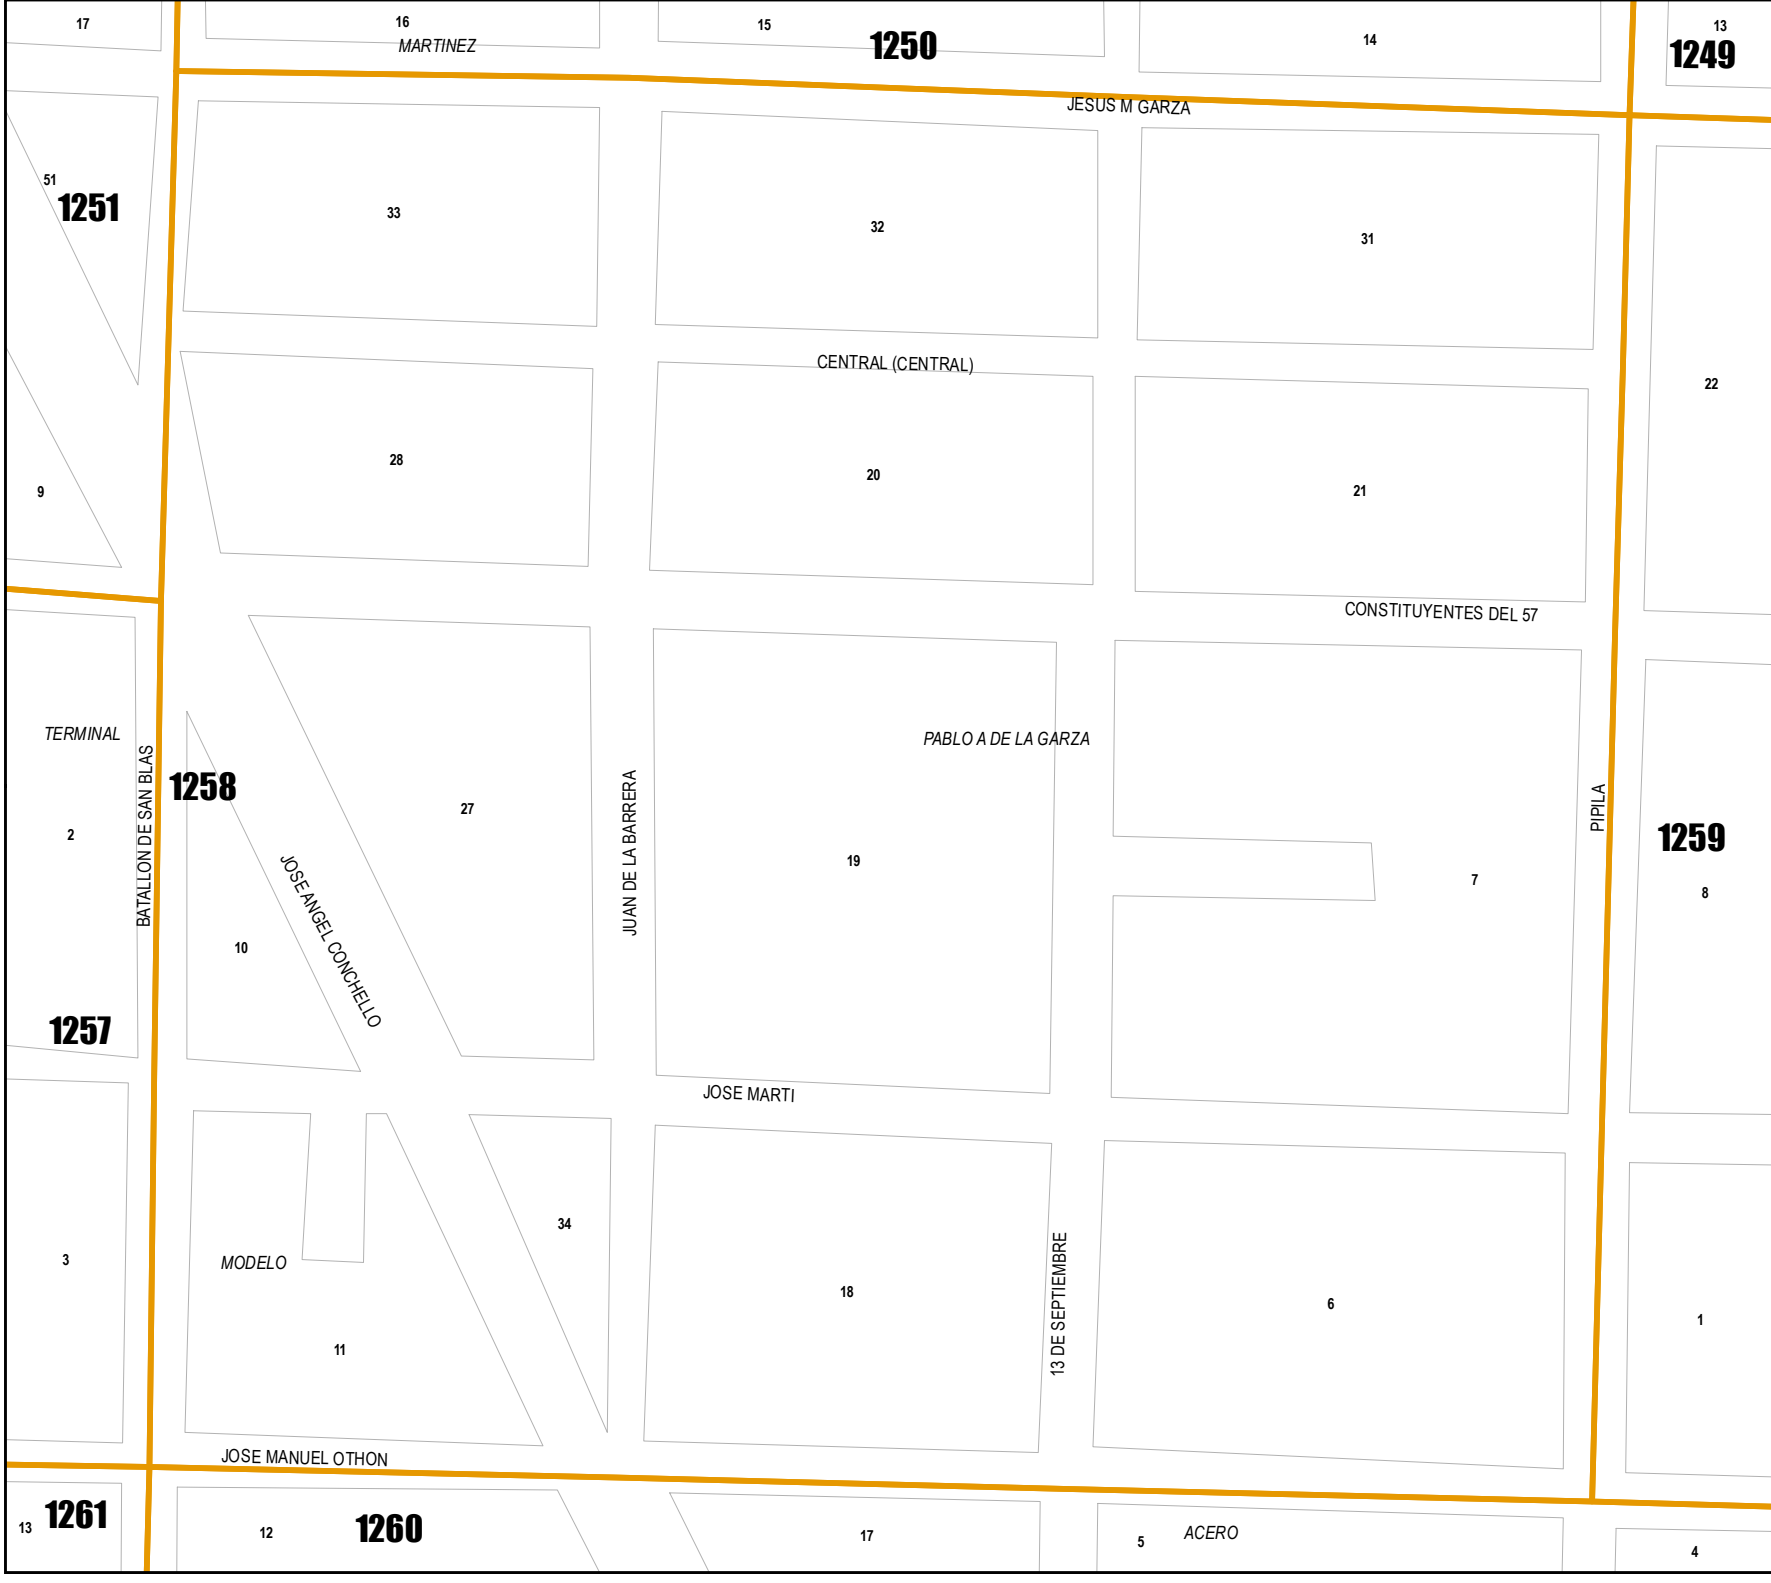 17
16
15
14
13
MARTINEZ
1250
1249
JESUS M GARZA
51
1251
33
32
31
CENTRAL (CENTRAL)
22
28
20
21
9
CONSTITUYENTES DEL 57
TERMINAL
PABLO A DE LA GARZA
BATALLON DE SAN BLAS
1258
27
JUAN DE LA BARRERA
PIPILA
2
1259
19
7
8
JOSE ANGEL CONCHELLO
10
1257
JOSE MARTI
34
3
MODELO
18
13 DE SEPTIEMBRE
6
1
11
JOSE MANUEL OTHON
13
1261
12
1260
17
5
ACERO
4